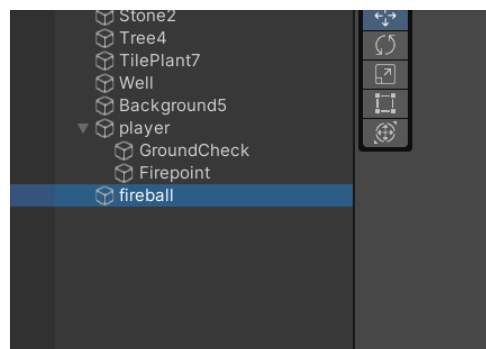 Stone2
Tree4
TilePlant7
Well
Background5
player
GroundCheck
Firepoint
fireball